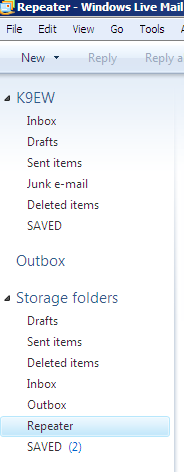 Repeater - Windows Live Mail
File Edit View Go Tools
New Reply Reply a
K9EW
Inbox
Drafts
Sent items
Junk e-mail
Deleted items
SAVED
Outbox
Storage folders
Drafts
Sent items
Deleted items
Inbox
Outbox
Repeater
SAVED (2)